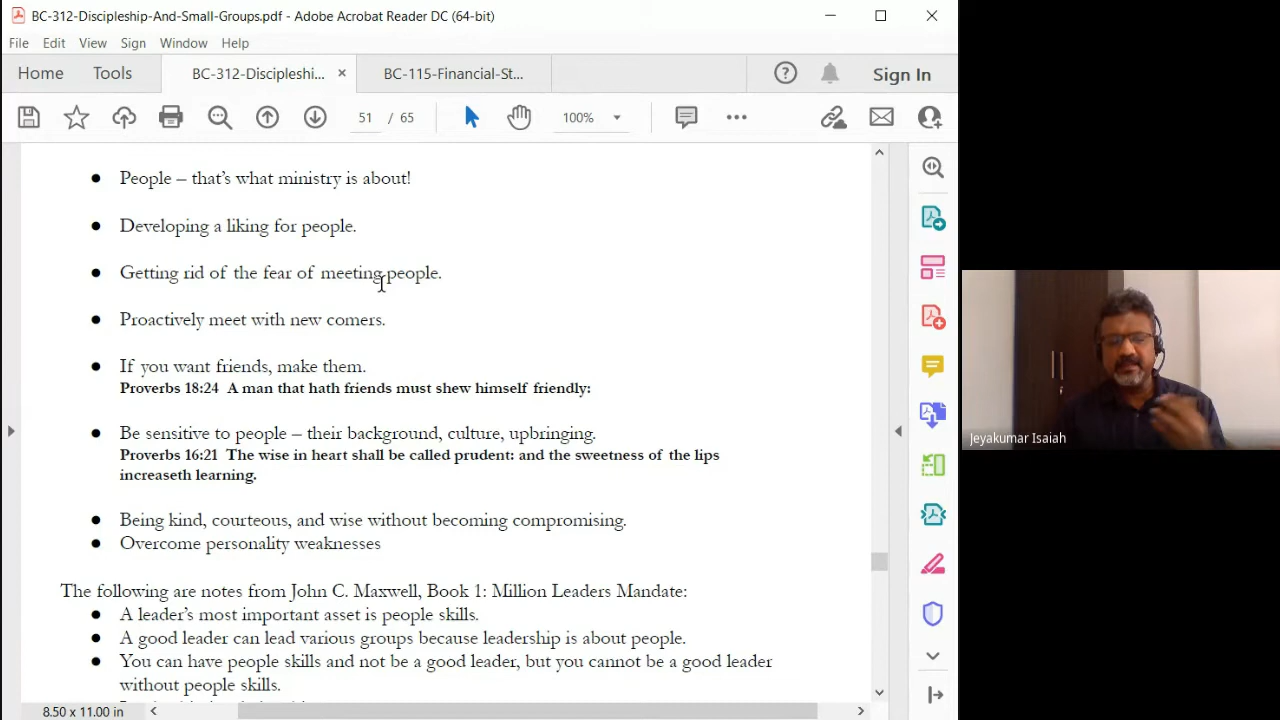 BC-312-Discipleship-And-Small-Groups.pdf - Adobe Acrobat Reader DC (64-bit)
File Edit View Sign Window Help
Home Tools BC-312-Discipleshi... × BC-115-Financial-St... Sign In
51 / 65 100%
● People – that's what ministry is about!
● Developing a liking for people.
● Getting rid of the fear of meeting people.
● Proactively meet with new comers.
● If you want friends, make them.
Proverbs 18:24 A man that hath friends must shew himself friendly:
● Be sensitive to people – their background, culture, upbringing.
Proverbs 16:21 The wise in heart shall be called prudent: and the sweetness of the lips
increaseth learning.
● Being kind, courteous, and wise without becoming compromising.
● Overcome personality weaknesses
The following are notes from John C. Maxwell, Book 1: Million Leaders Mandate:
● A leader's most important asset is people skills.
● A good leader can lead various groups because leadership is about people.
● You can have people skills and not be a good leader, but you cannot be a good leader
without people skills.
8.50 x 11.00 in
Jeyakumar Isaiah